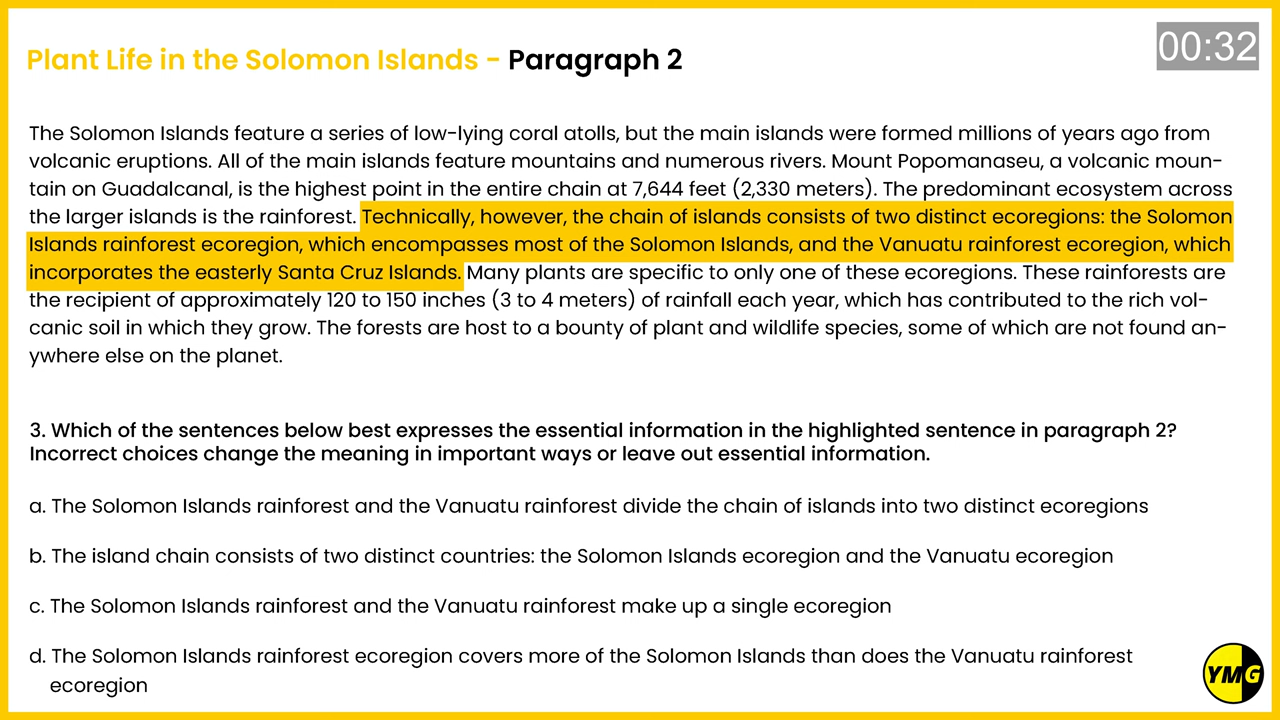 Plant Life in the Solomon Islands - Paragraph 2
00:32
The Solomon Islands feature a series of low-lying coral atolls, but the main islands were formed millions of years ago from
volcanic eruptions. All of the main islands feature mountains and numerous rivers. Mount Popomanaseu, a volcanic moun-
tain on Guadalcanal, is the highest point in the entire chain at 7,644 feet (2,330 meters). The predominant ecosystem across
the larger islands is the rainforest. Technically, however, the chain of islands consists of two distinct ecoregions: the Solomon
Islands rainforest ecoregion, which encompasses most of the Solomon Islands, and the Vanuatu rainforest ecoregion, which
incorporates the easterly Santa Cruz Islands. Many plants are specific to only one of these ecoregions. These rainforests are
the recipient of approximately 120 to 150 inches (3 to 4 meters) of rainfall each year, which has contributed to the rich vol-
canic soil in which they grow. The forests are host to a bounty of plant and wildlife species, some of which are not found an-
ywhere else on the planet.
3. Which of the sentences below best expresses the essential information in the highlighted sentence in paragraph 2?
Incorrect choices change the meaning in important ways or leave out essential information.
a. The Solomon Islands rainforest and the Vanuatu rainforest divide the chain of islands into two distinct ecoregions
b. The island chain consists of two distinct countries: the Solomon Islands ecoregion and the Vanuatu ecoregion
c. The Solomon Islands rainforest and the Vanuatu rainforest make up a single ecoregion
d. The Solomon Islands rainforest ecoregion covers more of the Solomon Islands than does the Vanuatu rainforest
ecoregion
YMG